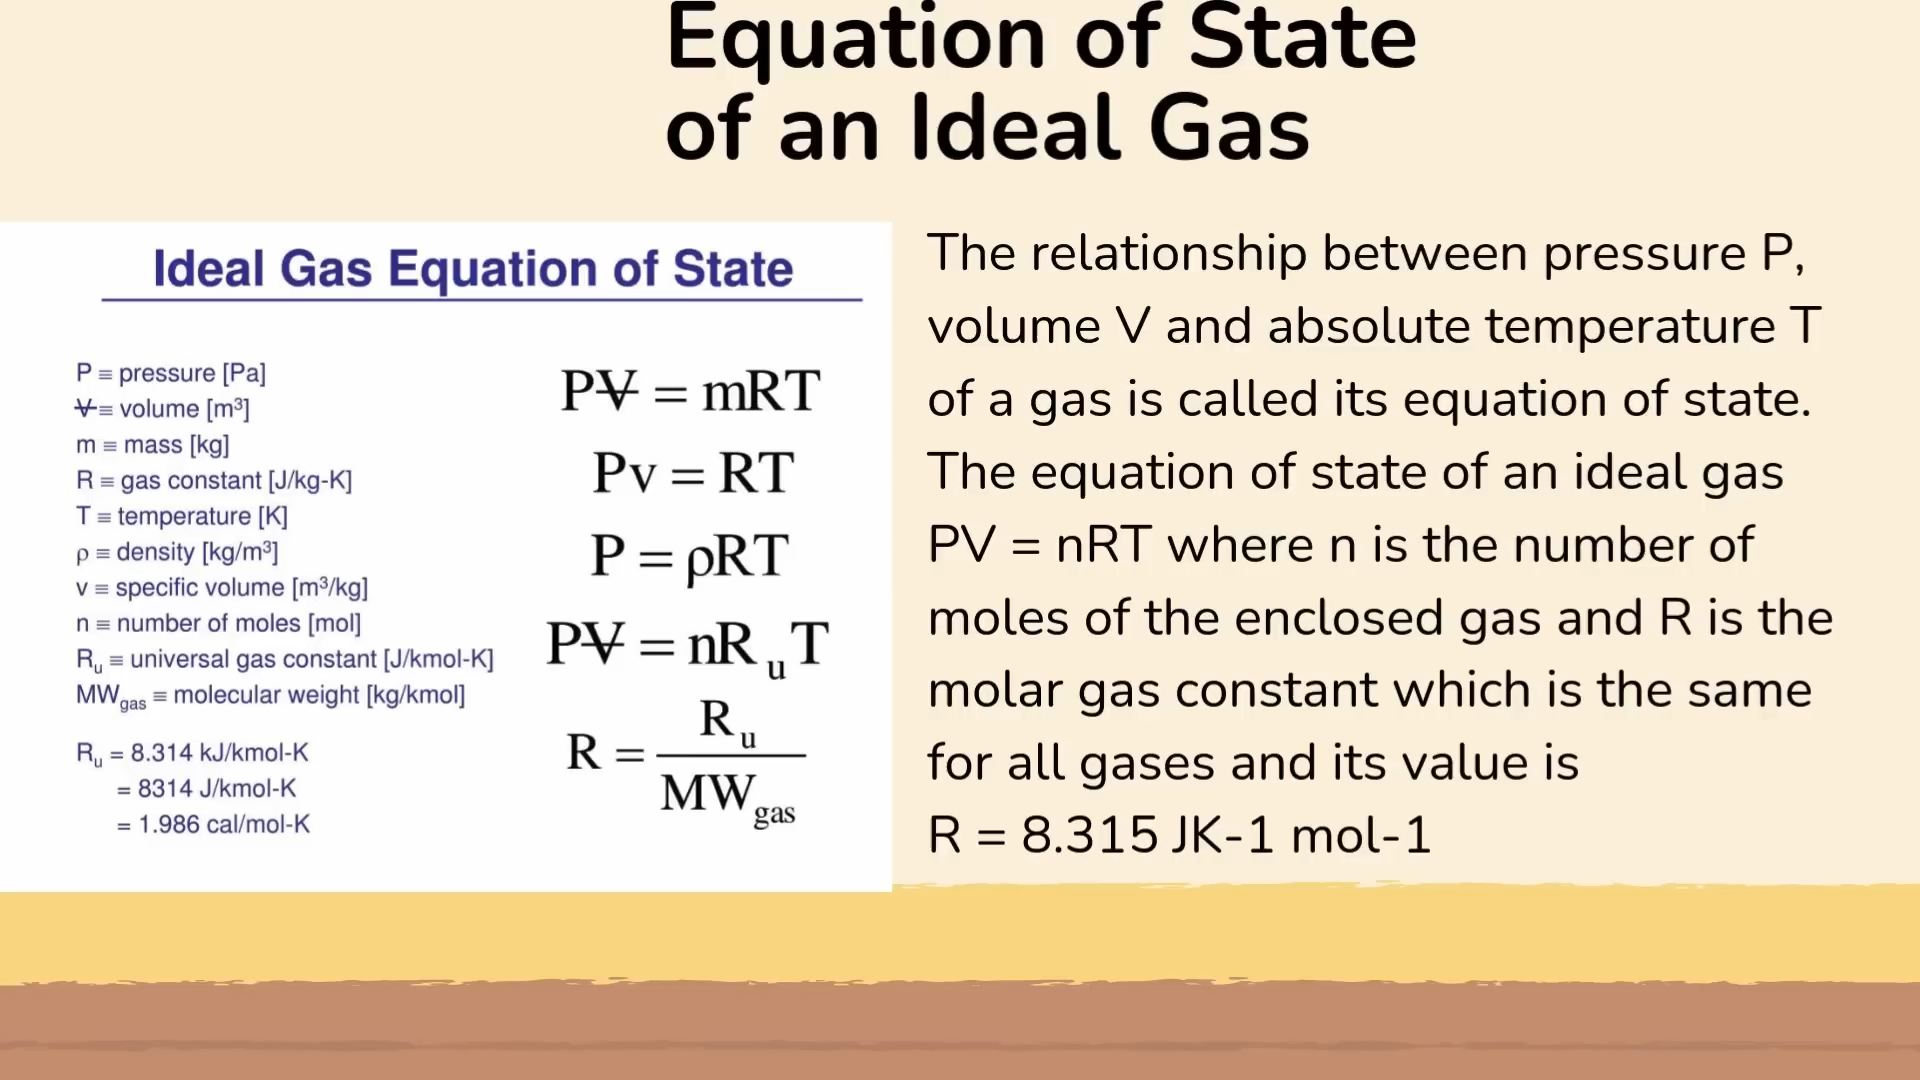 Equation of State
of an Ideal Gas
Ideal Gas Equation of State
P ≡ pressure [Pa]
V ≡ volume [m³]
m ≡ mass [kg]
R ≡ gas constant [J/kg-K]
T ≡ temperature [K]
ρ ≡ density [kg/m³]
v ≡ specific volume [m³/kg]
n ≡ number of moles [mol]
Rᵤ ≡ universal gas constant [J/kmol-K]
MW_gas ≡ molecular weight [kg/kmol]
Rᵤ = 8.314 kJ/kmol-K
= 8314 J/kmol-K
= 1.986 cal/mol-K
PV = mRT
Pv = RT
P = ρRT
PV = nRᵤT
R = Rᵤ / MW_gas
The relationship between pressure P,
volume V and absolute temperature T
of a gas is called its equation of state.
The equation of state of an ideal gas
PV = nRT where n is the number of
moles of the enclosed gas and R is the
molar gas constant which is the same
for all gases and its value is
R = 8.315 JK-1 mol-1